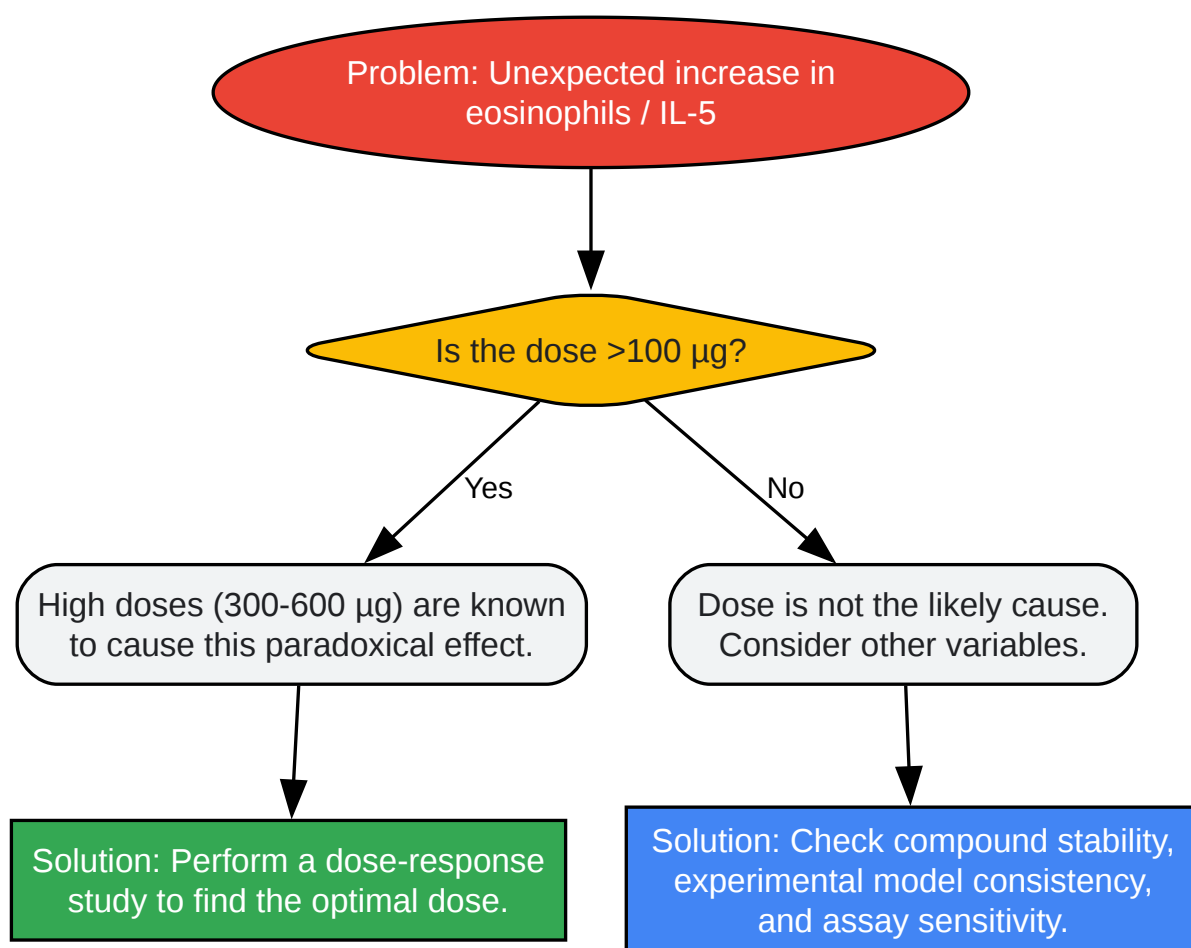 Problem: Unexpected increase in
eosinophils / IL-5
Is the dose >100 µg?
Yes
No
High doses (300-600 µg) are known
to cause this paradoxical effect.
Dose is not the likely cause.
Consider other variables.
Solution: Perform a dose-response
study to find the optimal dose.
Solution: Check compound stability,
experimental model consistency,
and assay sensitivity.